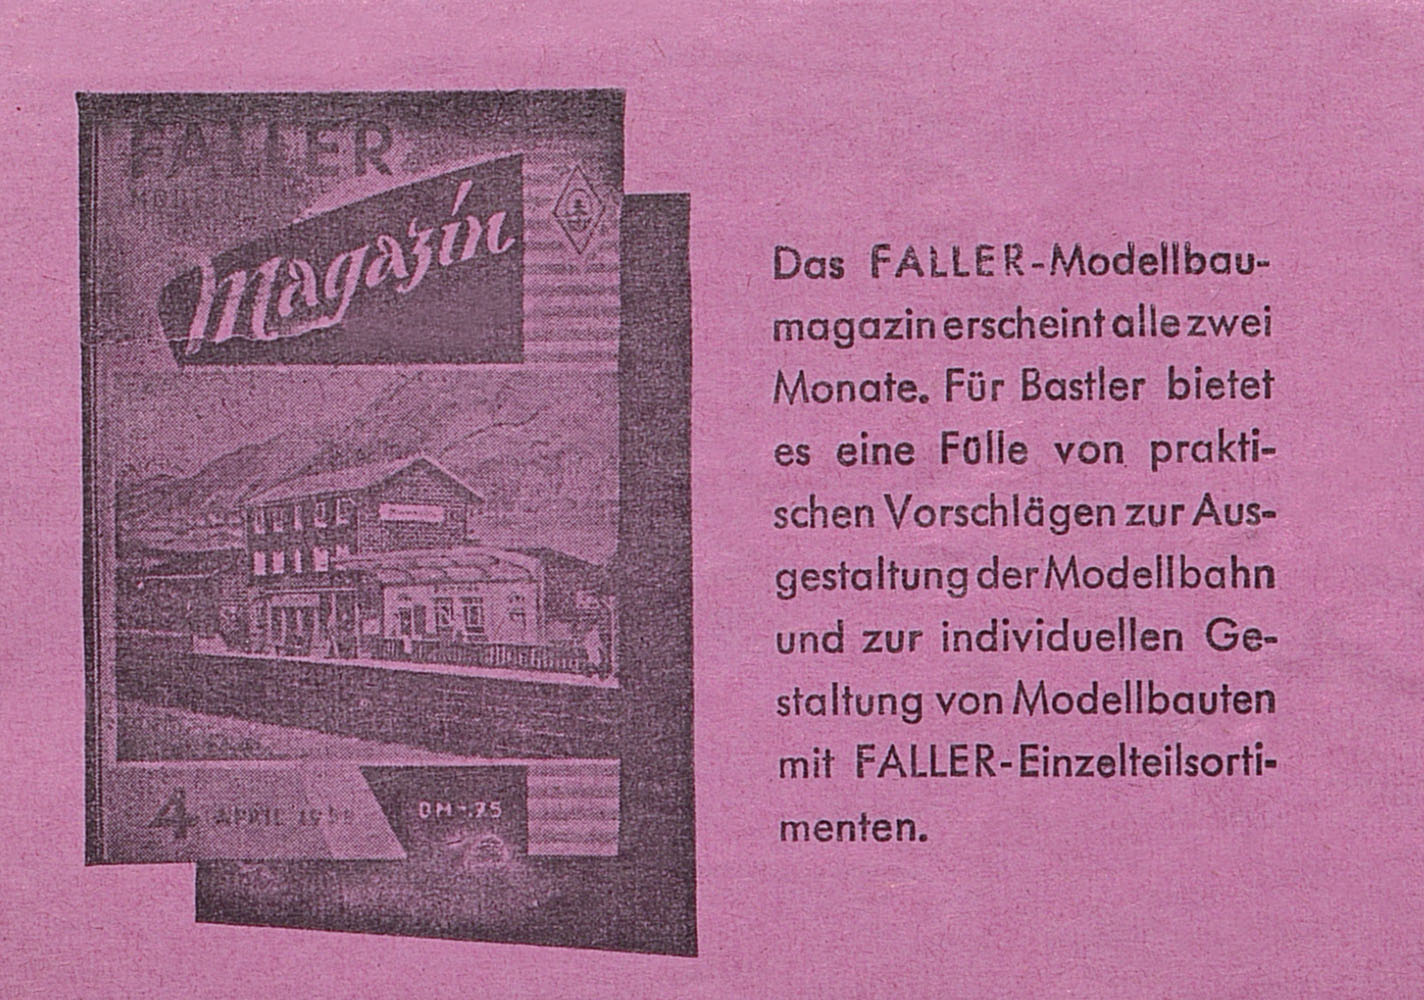 FALLER
Magazin
4 APRIL
DM -.75
Das FALLER-Modellbau-
magazin erscheint alle zwei
Monate. Für Bastler bietet
es eine Fülle von prakti-
schen Vorschlägen zur Aus-
gestaltung der Modellbahn
und zur individuellen Ge-
staltung von Modellbauten
mit FALLER-Einzelteilsorti-
menten.